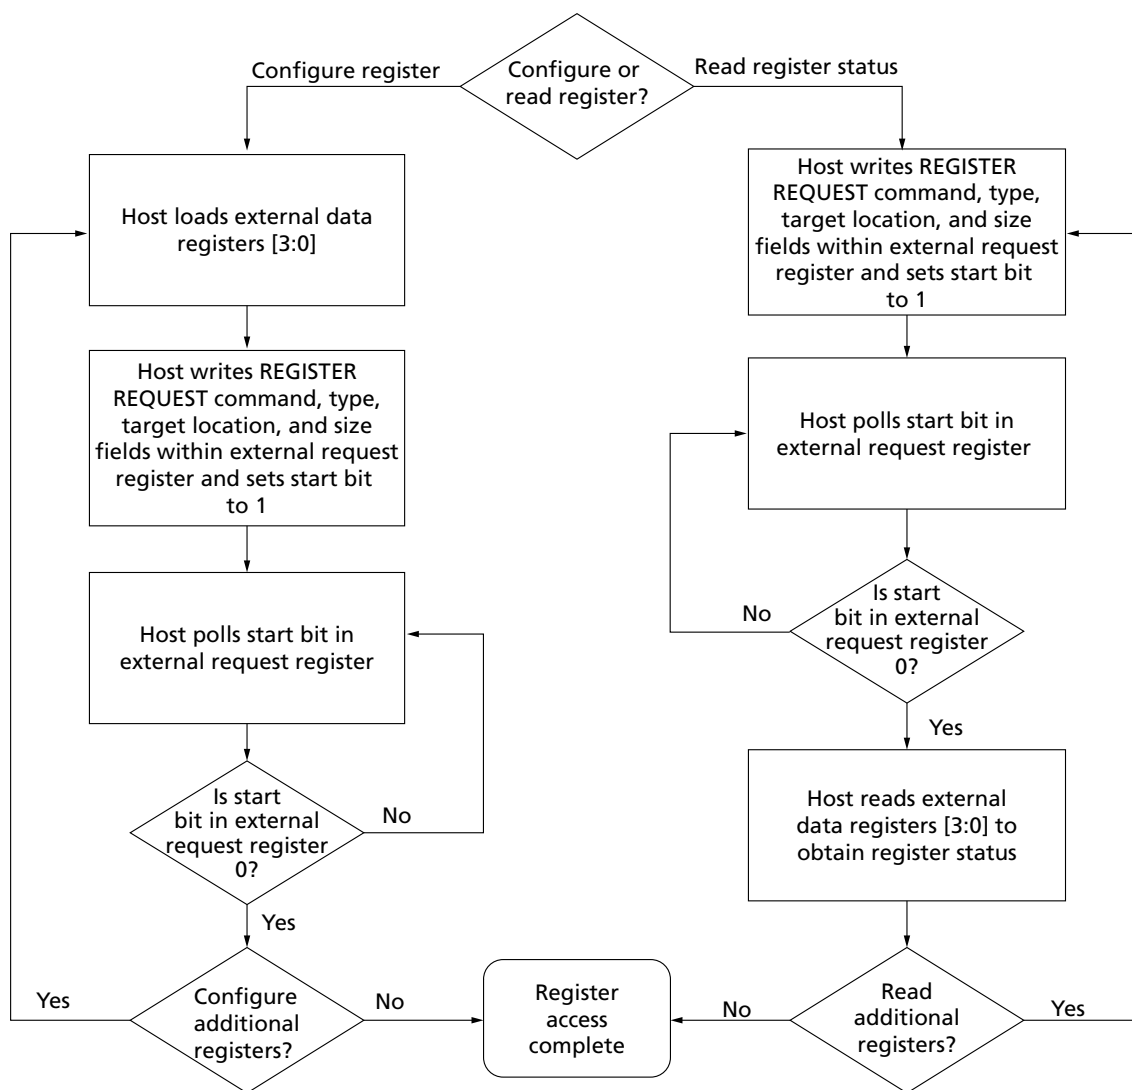 Configure register
Configure or
read register?
Read register status
Host loads external data
registers [3:0]
Host writes REGISTER
REQUEST command, type,
target location, and size
fields within external request
register and sets start bit
to 1
Host polls start bit in
external request register
Is start
bit in external
request register
0?
No
Yes
Configure
additional
registers?
Yes
No
Host writes REGISTER
REQUEST command, type,
target location, and size
fields within external request
register and sets start bit
to 1
Host polls start bit in
external request register
Is start
bit in external
request register
0?
No
Yes
Host reads external
data registers [3:0] to
obtain register status
Read
additional
registers?
No
Yes
Register
access
complete